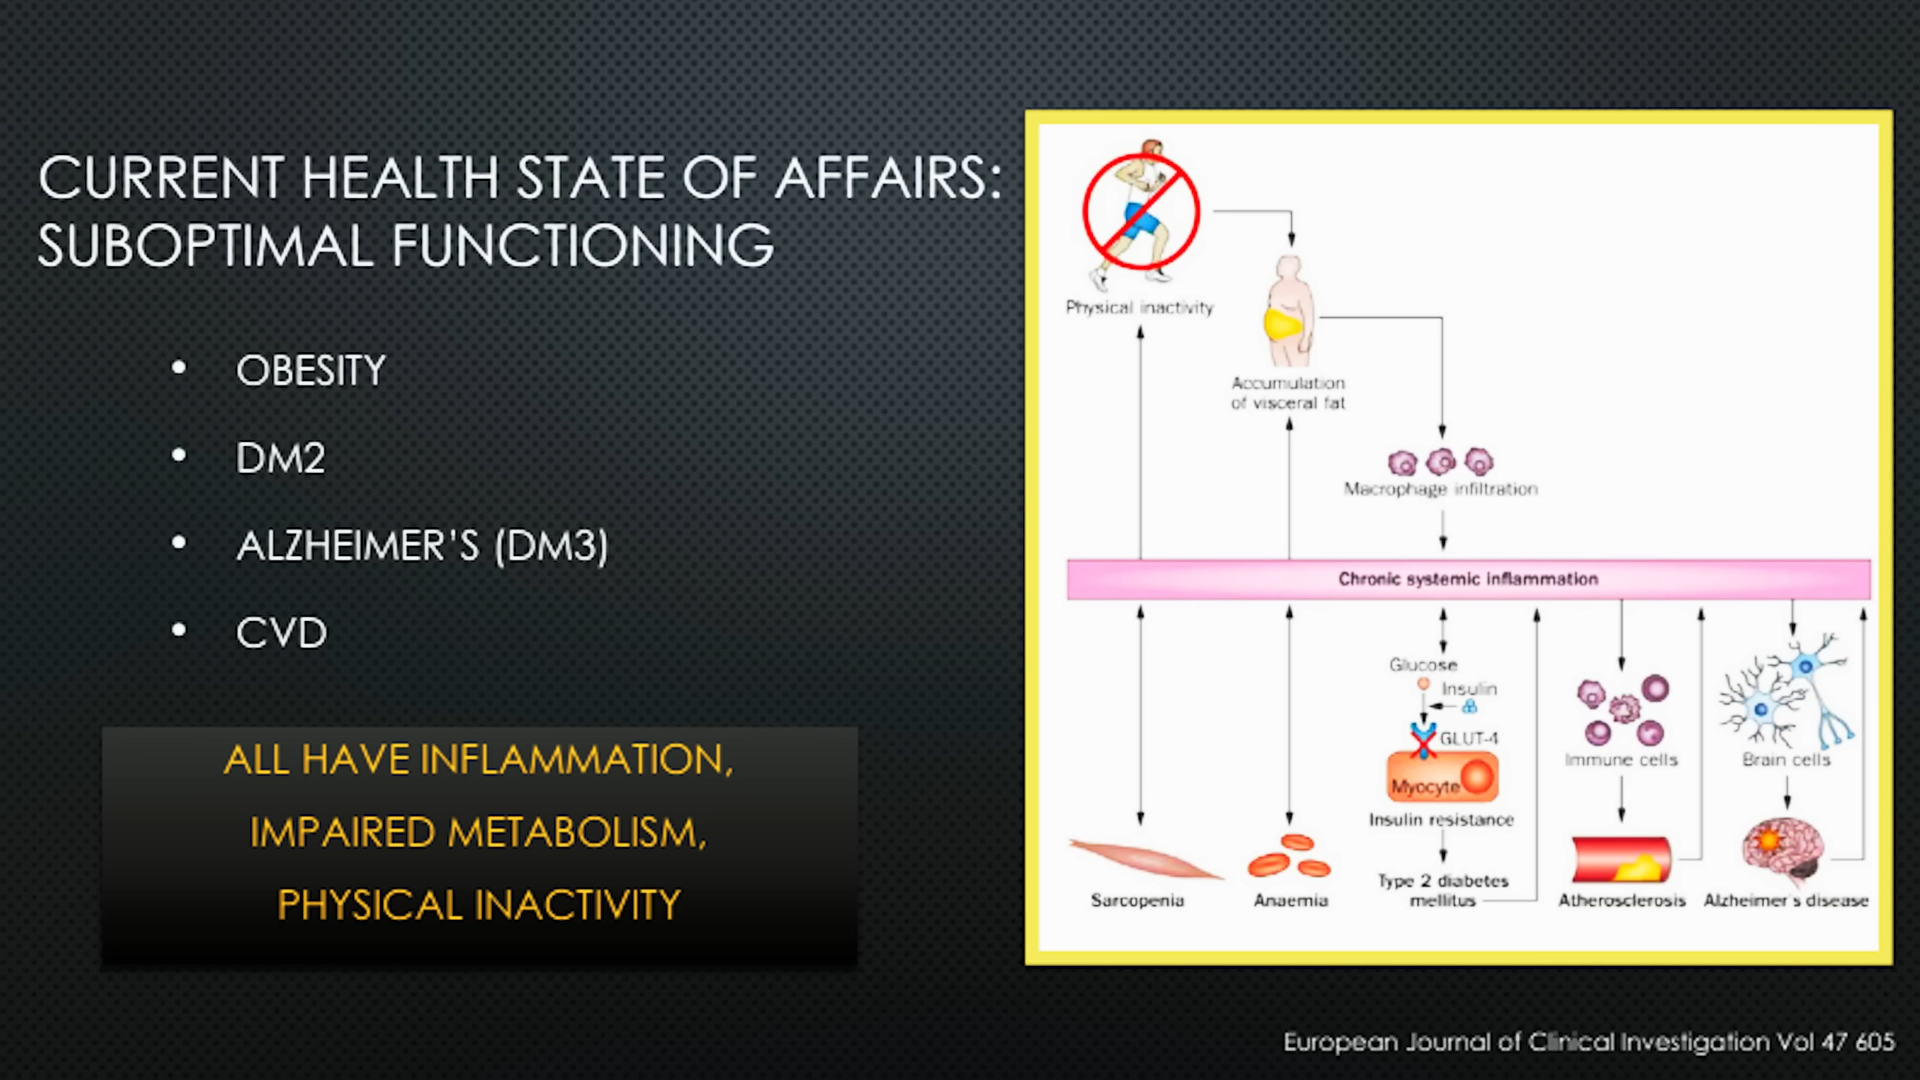 CURRENT HEALTH STATE OF AFFAIRS:
SUBOPTIMAL FUNCTIONING
• OBESITY
• DM2
• ALZHEIMER'S (DM3)
• CVD
ALL HAVE INFLAMMATION,
IMPAIRED METABOLISM,
PHYSICAL INACTIVITY
Physical inactivity
Accumulation
of visceral fat
Macrophage infiltration
Chronic systemic inflammation
Glucose
Insulin
GLUT-4
Myocyte
Insulin resistance
Type 2 diabetes
mellitus
Immune cells
Brain cells
Sarcopenia
Anaemia
Atherosclerosis
Alzheimer's disease
European Journal of Clinical Investigation Vol 47 605